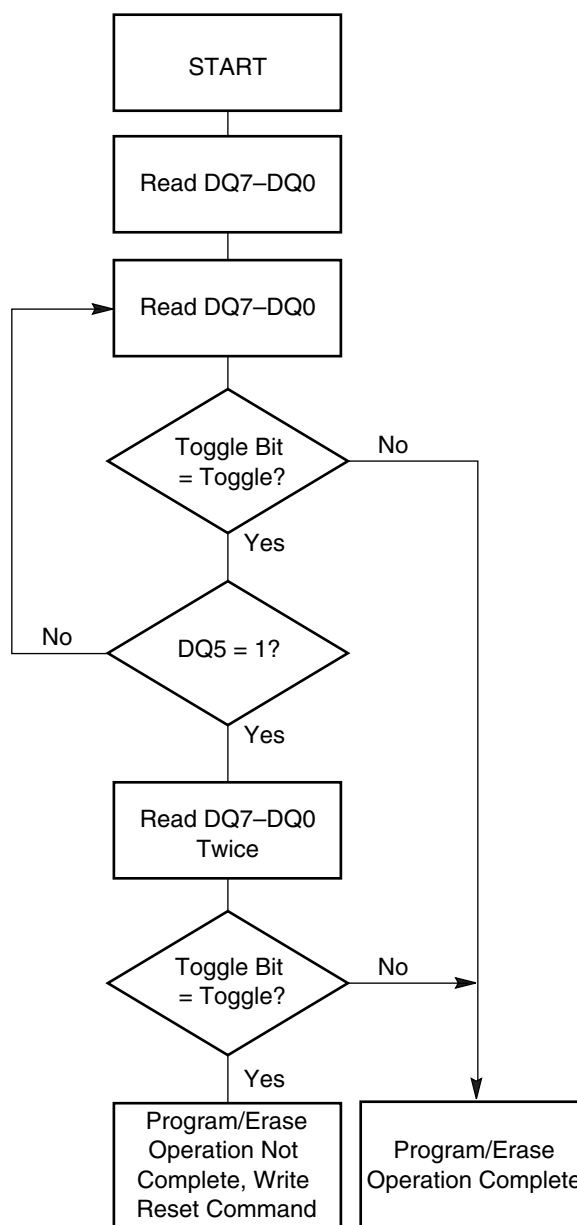 START
Read DQ7–DQ0
Read DQ7–DQ0
Toggle Bit
= Toggle?
No
Yes
No
DQ5 = 1?
Yes
Read DQ7–DQ0
Twice
Toggle Bit
= Toggle?
No
Yes
Program/Erase
Operation Not
Complete, Write
Reset Command
Program/Erase
Operation Complete